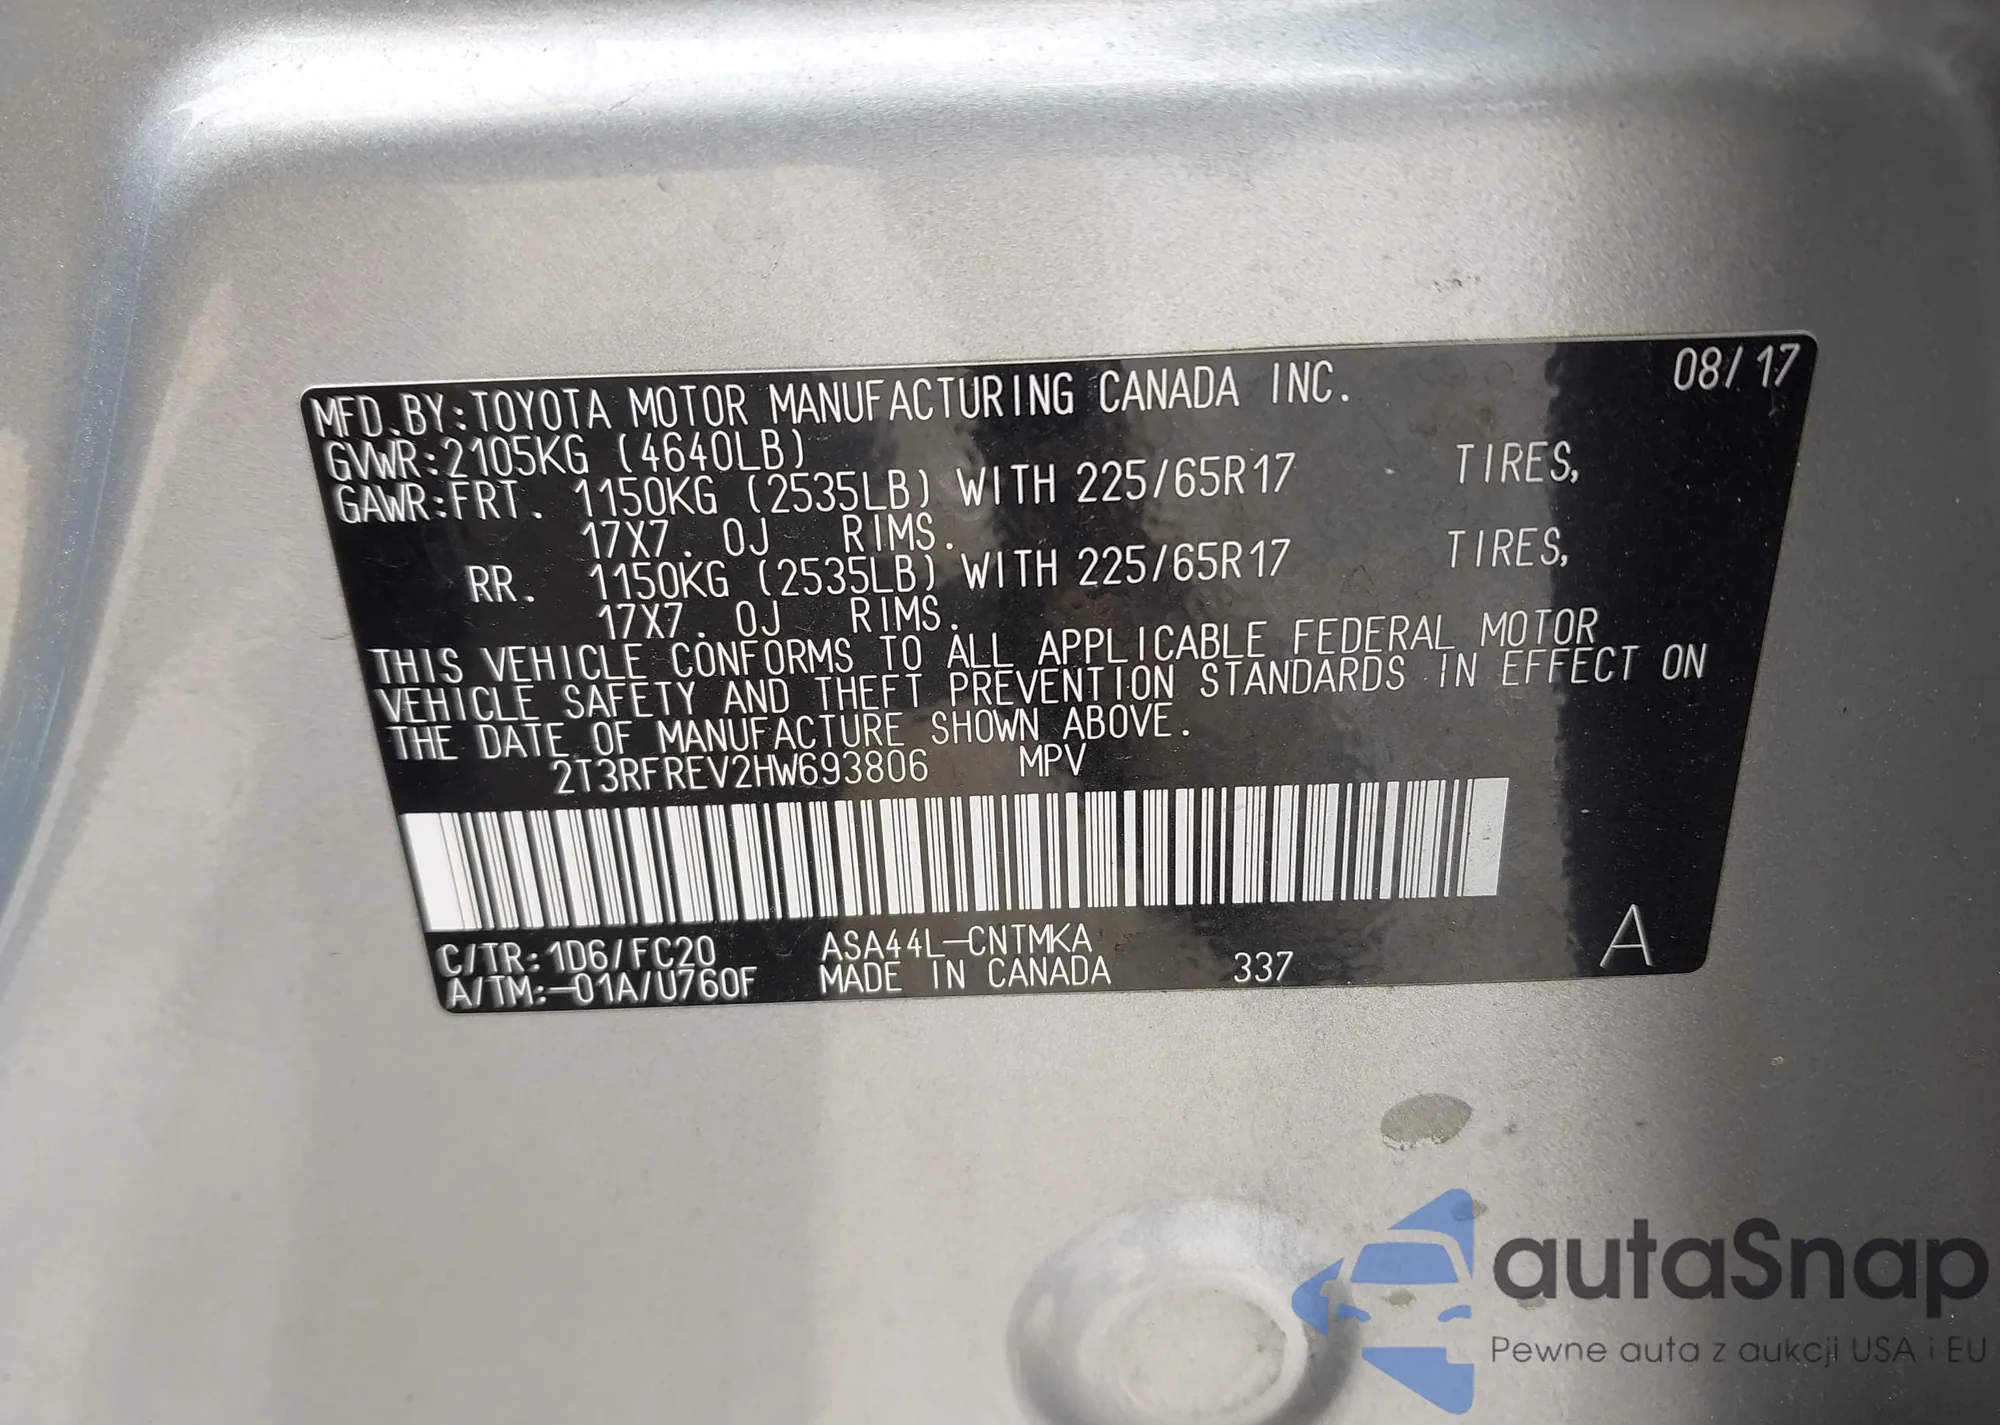 08/17
MFD.BY:TOYOTA MOTOR MANUFACTURING CANADA INC.
GVWR:2105KG (4640LB)
GAWR:FRT. 1150KG (2535LB) WITH 225/65R17 TIRES,
17X7.0J RIMS.
RR. 1150KG (2535LB) WITH 225/65R17 TIRES,
17X7.0J RIMS.
THIS VEHICLE CONFORMS TO ALL APPLICABLE FEDERAL MOTOR
VEHICLE SAFETY AND THEFT PREVENTION STANDARDS IN EFFECT ON
THE DATE OF MANUFACTURE SHOWN ABOVE.
2T3RFREV2HW693806 MPV
C/TR:1D6/FC20 ASA44L-CNTMKA
A/TM:-01A/U760F MADE IN CANADA 337 A
autaSnap
Pewne auta z aukcji USA i EU